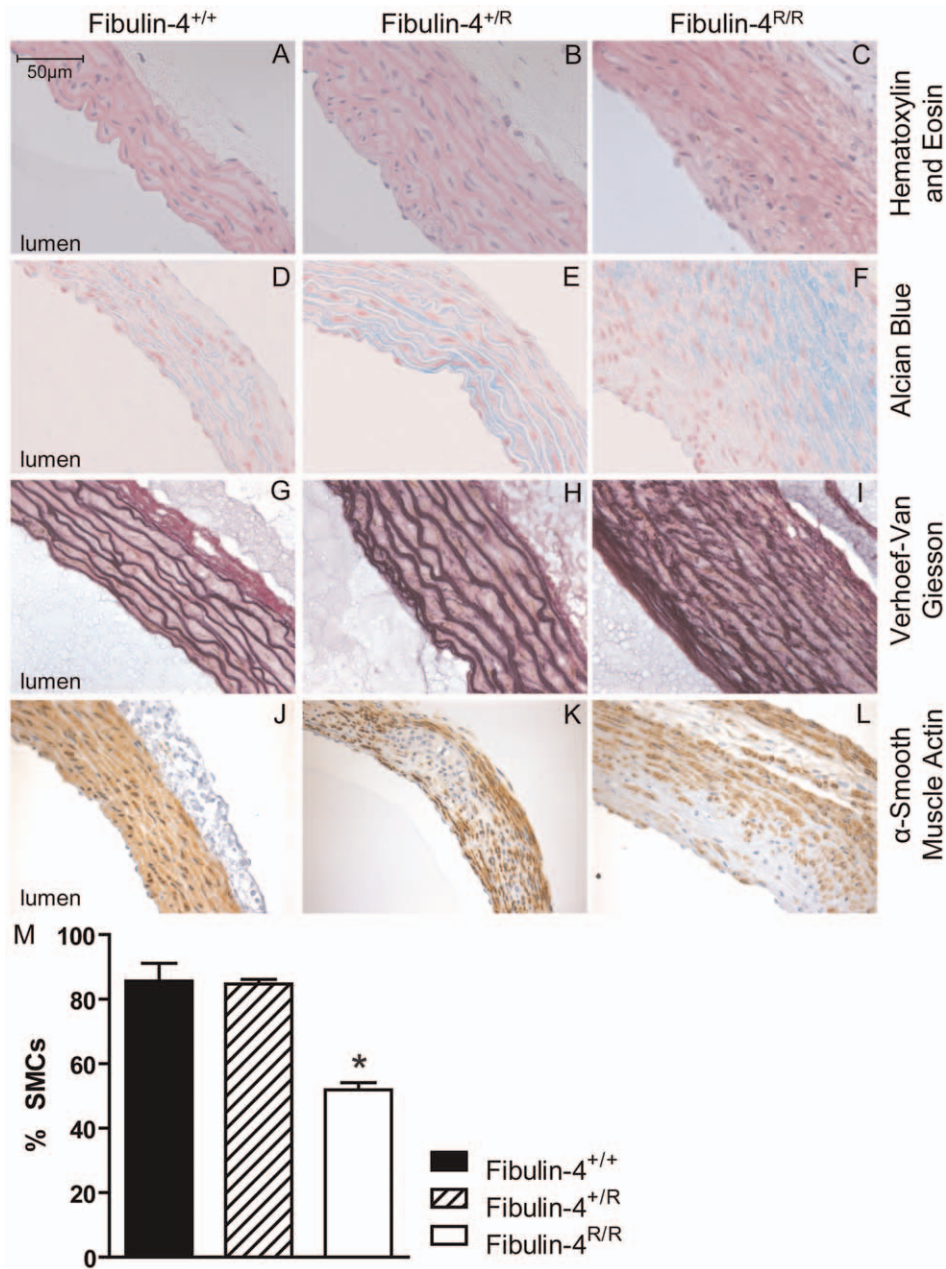 Fibulin-4+/+ Fibulin-4+/R Fibulin-4R/R
A B C
50µm
lumen
Hematoxylin
and Eosin
D E F
lumen
Alcian Blue
G H I
lumen
Verhoef-Van
Giesson
J K L
lumen
α-Smooth
Muscle Actin
M
100
80
60
40
20
0
% SMCs
*
Fibulin-4+/+
Fibulin-4+/R
Fibulin-4R/R